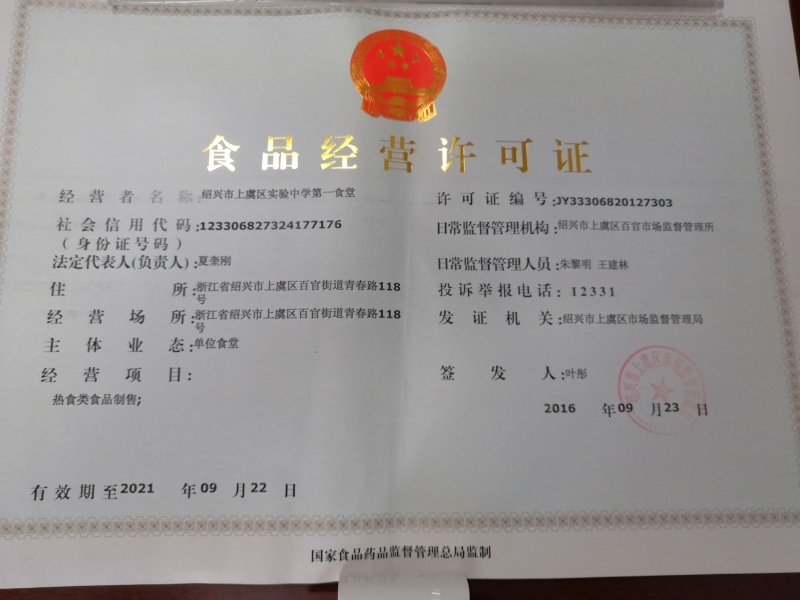 食品经营许可证
经营者名称:绍兴市上虞区实验中学第一食堂
社会信用代码:123306827324177176
(身份证号码)
法定代表人(负责人):夏奎刚
住所:浙江省绍兴市上虞区百官街道青春路118
号
经营场所:浙江省绍兴市上虞区百官街道青春路118
号
主体业态:单位食堂
经营项目:
热食类食品制售;
有效期至2021年09月22日
许可证编号:JY33306820127303
日常监督管理机构:绍兴市上虞区百官市场监督管理所
日常监督管理人员:朱黎明 王建林
投诉举报电话:12331
发证机关:绍兴市上虞区市场监督管理局
签发人:叶彤
2016年09月23日
国家食品药品监督管理总局监制